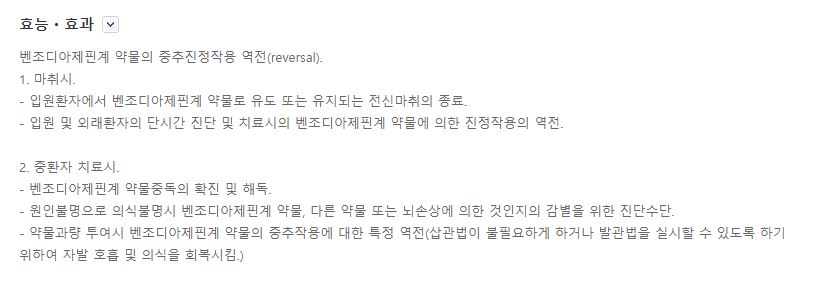 효능・효과
벤조디아제핀계 약물의 중추진정작용 역전(reversal).
1. 마취시.
- 입원환자에서 벤조디아제핀계 약물로 유도 또는 유지되는 전신마취의 종료.
- 입원 및 외래환자의 단시간 진단 및 치료시의 벤조디아제핀계 약물에 의한 진정작용의 역전.
2. 중환자 치료시.
- 벤조디아제핀계 약물중독의 확진 및 해독.
- 원인불명으로 의식불명시 벤조디아제핀계 약물, 다른 약물 또는 뇌손상에 의한 것인지의 감별을 위한 진단수단.
- 약물과량 투여시 벤조디아제핀계 약물의 중추작용에 대한 특정 역전(삽관법이 불필요하게 하거나 발관법을 실시할 수 있도록 하기
위하여 자발 호흡 및 의식을 회복시킴.)